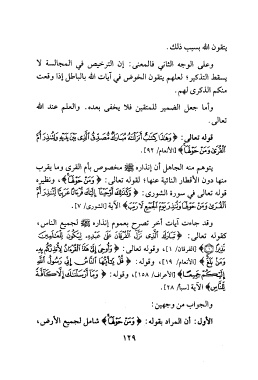 يتقون الله بسبب ذلك.
وعلى الوجه الثاني فالمعنى: إن الترخيص في المجالسة لا
يسقط التذكير؛ لعلهم يتقون الخوض في آيات الله بالباطل إذا وقعت
منكم الذكرى لهم.
وأما جعل الضمير للمتقين فلا يخفى بعده. والعلم عند الله
تعالى.
قوله تعالى: ﴿وَهَٰذَا كِتَٰبٌ أَنزَلْنَٰهُ مُبَارَكٌ مُّصَدِّقُ ٱلَّذِى بَيْنَ يَدَيْهِ وَلِتُنذِرَ أُمَّ
ٱلْقُرَىٰ وَمَنْ حَوْلَهَا﴾ [الأنعام/ ٩٢].
يتوهم منه الجاهل أن إنذاره ﷺ مخصوص بأم القرى وما يقرب
منها دون الأقطار النائية عنها؛ لقوله تعالى: ﴿وَمَنْ حَوْلَهَا﴾، ونظيره
قوله تعالى في سورة الشورى: ﴿وَكَذَٰلِكَ أَوْحَيْنَآ إِلَيْكَ قُرْءَانًا عَرَبِيًّا لِّتُنذِرَ أُمَّ
ٱلْقُرَىٰ وَمَنْ حَوْلَهَا وَتُنذِرَ يَوْمَ ٱلْجَمْعِ لَا رَيْبَ﴾ الآية [الشورى/ ٧].
وقد جاءت آيات أخر تصرح بعموم إنذاره ﷺ لجميع الناس،
كقوله تعالى: ﴿تَبَارَكَ ٱلَّذِى نَزَّلَ ٱلْفُرْقَانَ عَلَىٰ عَبْدِهِۦ لِيَكُونَ لِلْعَٰلَمِينَ
نَذِيرًا﴾ [الفرقان/ ١]، وقوله تعالى: ﴿وَأُوحِىَ إِلَىَّ هَٰذَا ٱلْقُرْءَانُ لِأُنذِرَكُم بِهِۦ
وَمَنۢ بَلَغَ﴾ [الأنعام/ ١٩]، وقوله: ﴿قُلْ يَٰٓأَيُّهَا ٱلنَّاسُ إِنِّى رَسُولُ ٱللَّهِ
إِلَيْكُمْ جَمِيعًا﴾ [الأعراف/ ١٥٨]، وقوله: ﴿وَمَآ أَرْسَلْنَٰكَ إِلَّا كَآفَّةً
لِّلنَّاسِ﴾ الآية [سبأ/ ٢٨].
والجواب من وجهين:
الأول: أن المراد بقوله: ﴿وَمَنْ حَوْلَهَا﴾ شامل لجميع الأرض،
١٢٩